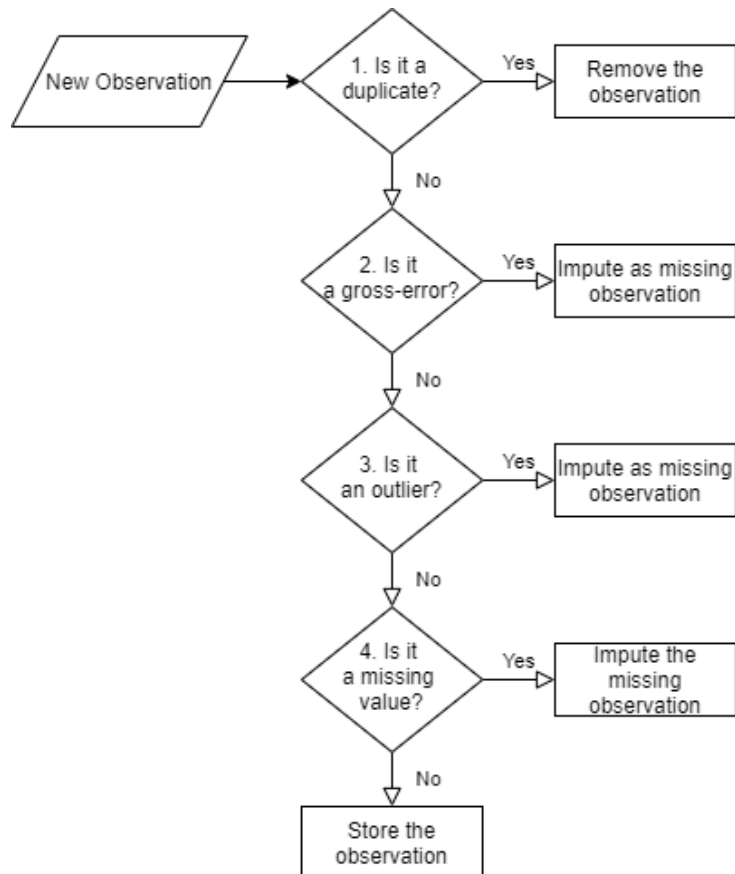 New Observation
1. Is it a
duplicate?
Yes
Remove the
observation
No
2. Is it
a gross-error?
Yes
Impute as missing
observation
No
3. Is it
an outlier?
Yes
Impute as missing
observation
No
4. Is it
a missing
value?
Yes
Impute the
missing
observation
No
Store the
observation